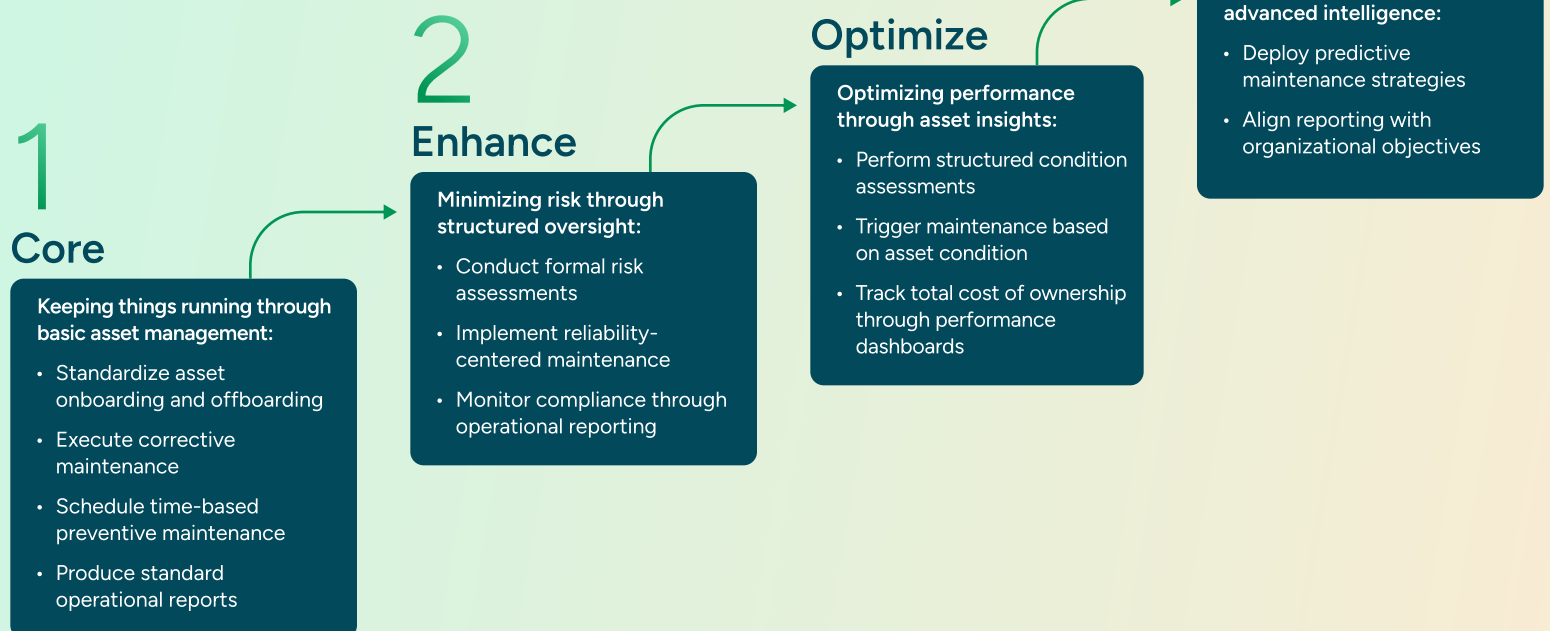 1
Core
Keeping things running through
basic asset management:
• Standardize asset
onboarding and offboarding
• Execute corrective
maintenance
• Schedule time-based
preventive maintenance
• Produce standard
operational reports
2
Enhance
Minimizing risk through
structured oversight:
• Conduct formal risk
assessments
• Implement reliability-
centered maintenance
• Monitor compliance through
operational reporting
Optimize
Optimizing performance
through asset insights:
• Perform structured condition
assessments
• Trigger maintenance based
on asset condition
• Track total cost of ownership
through performance
dashboards
advanced intelligence:
• Deploy predictive
maintenance strategies
• Align reporting with
organizational objectives